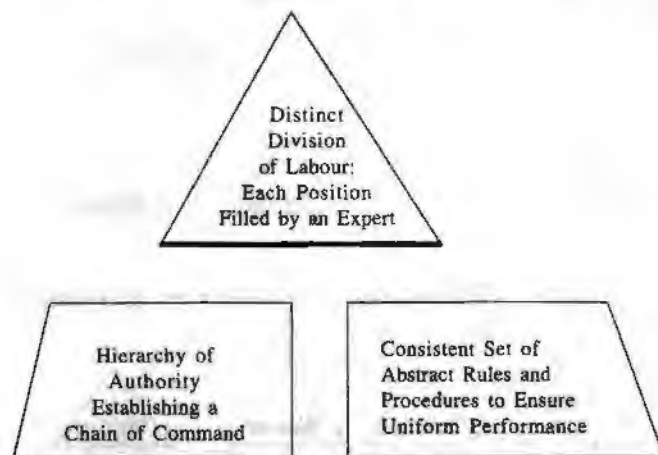 Distinct
Division
of Labour:
Each Position
Filled by an Expert
Hierarchy of
Authority
Establishing a
Chain of Command
Consistent Set of
Abstract Rules and
Procedures to Ensure
Uniform Performance